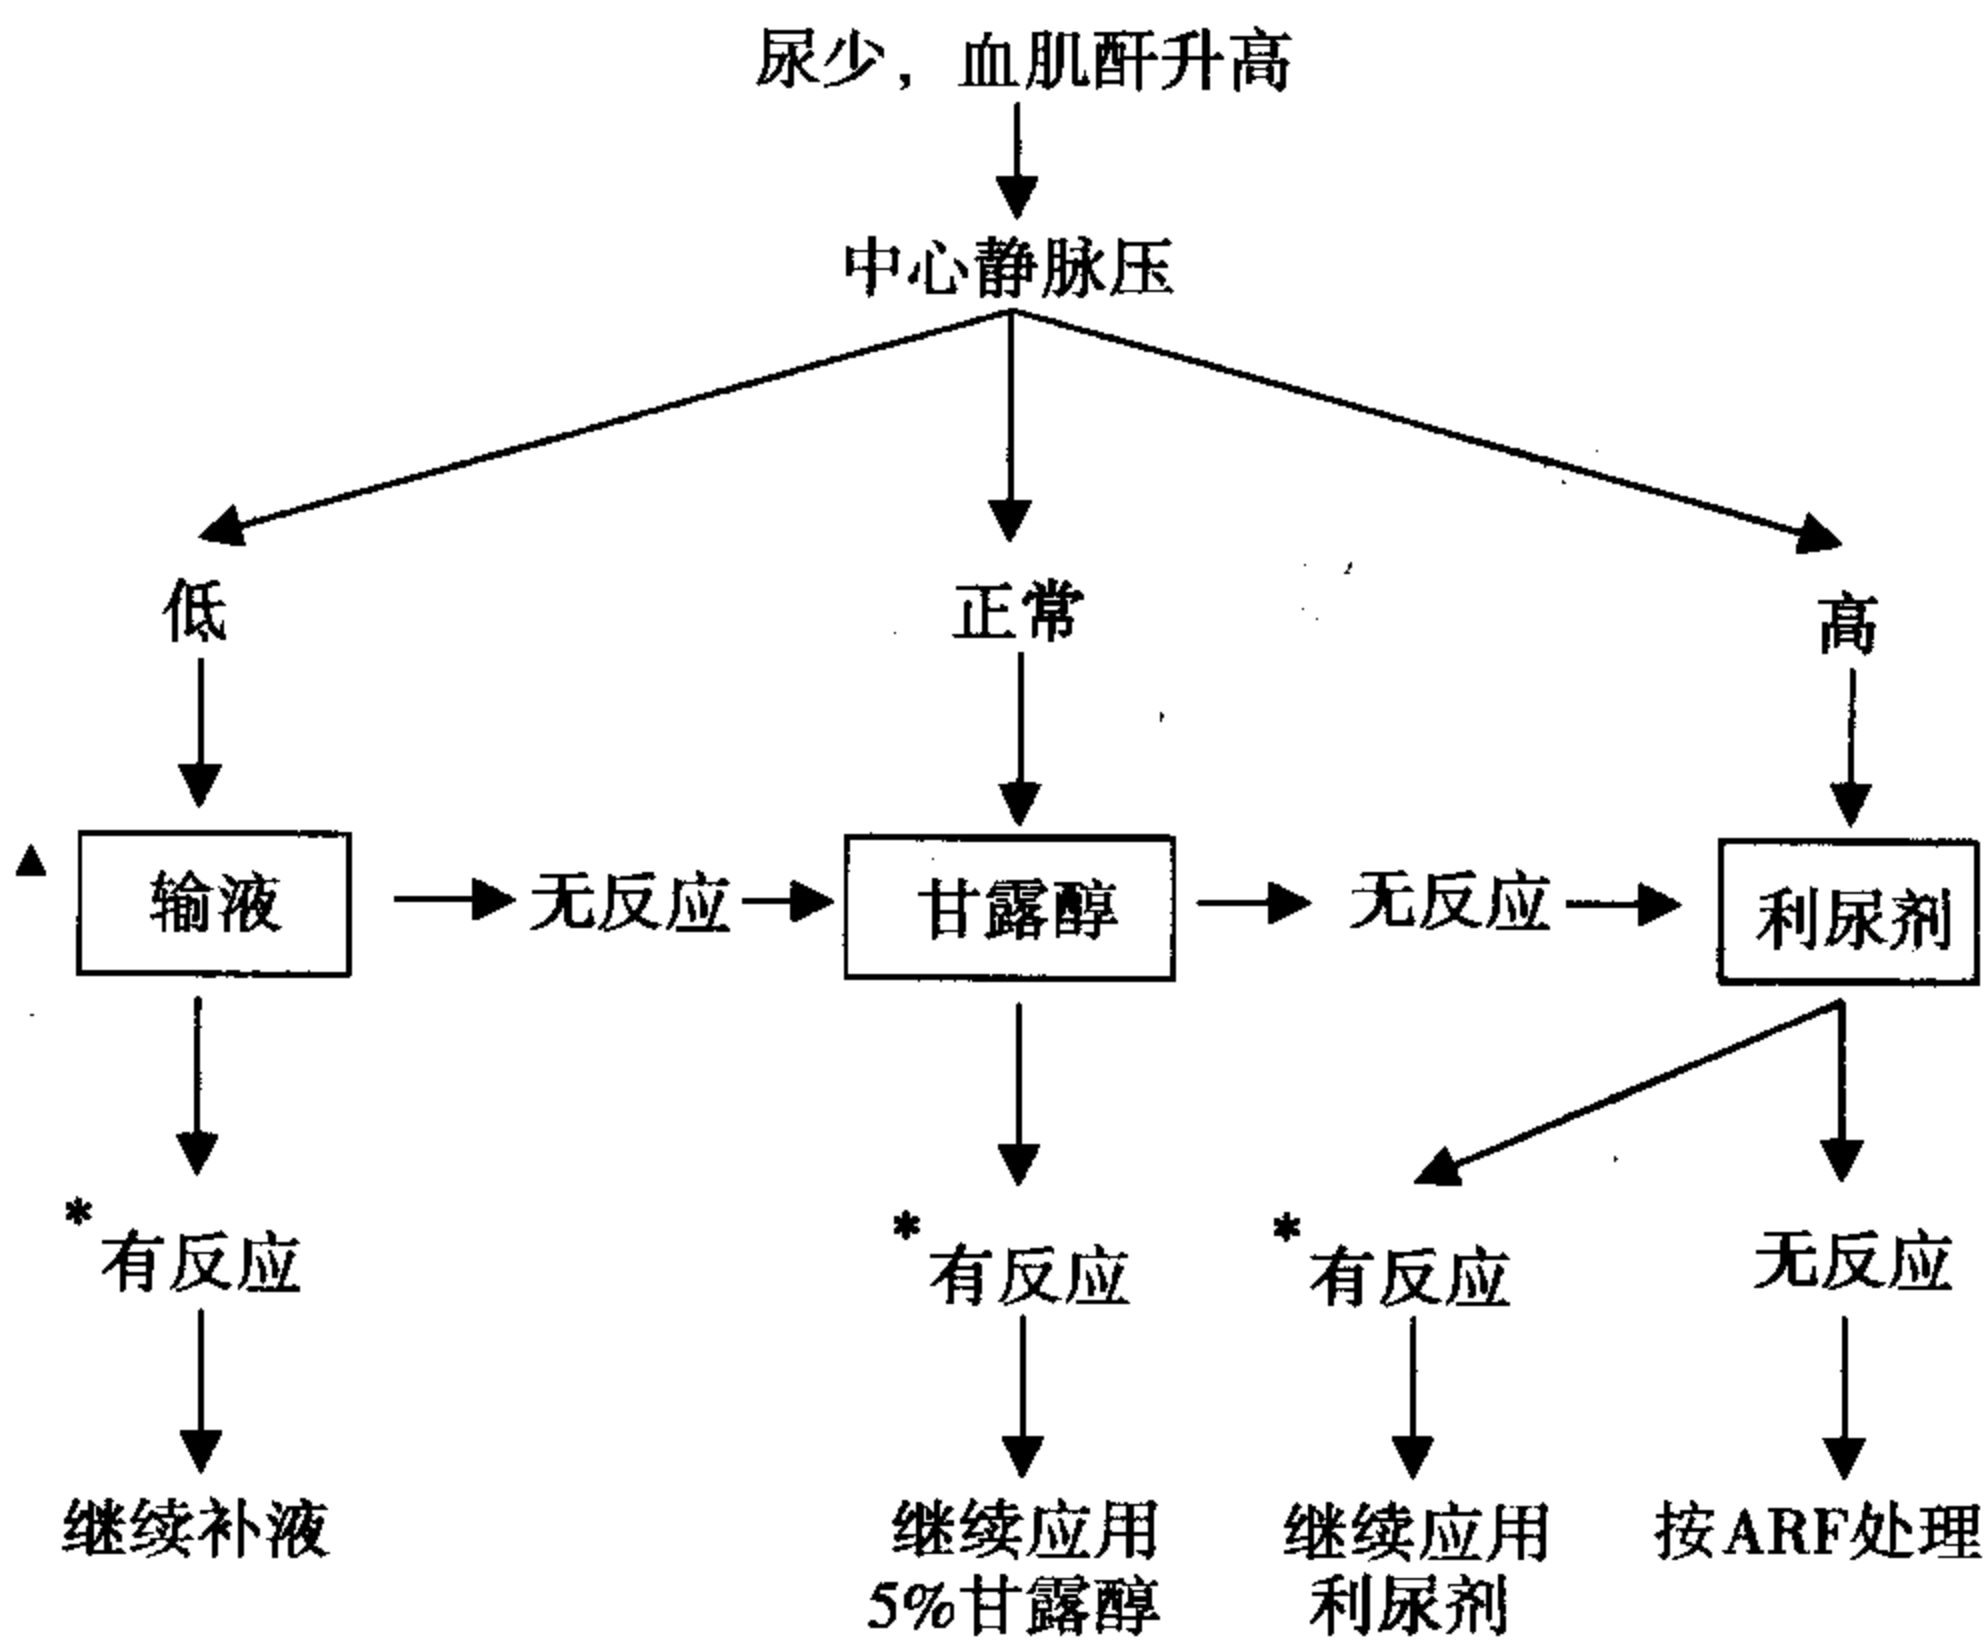 尿少，血肌酐升高
中心静脉压
低
正常
高
▲
输液
无反应
甘露醇
无反应
利尿剂
*有反应
*有反应
*有反应
无反应
继续补液
继续应用
5%甘露醇
继续应用
利尿剂
按ARF处理